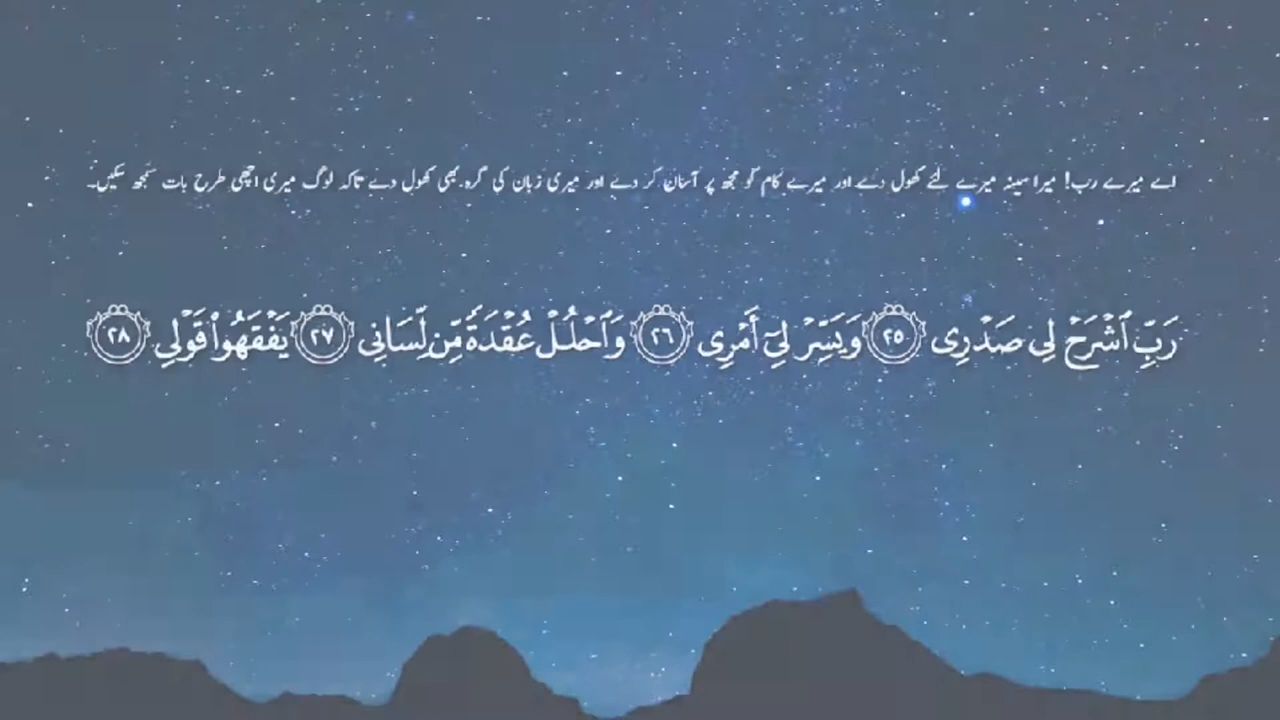 اے میرے رب! میرا سینہ میرے لئے کھول دے اور میرے کام کو مجھ پر آسان کر دے اور میری زبان کی گرہ بھی کھول دے تاکہ لوگ میری اچھی طرح بات سمجھ سکیں۔
رَبِّ ٱشْرَحْ لِى صَدْرِى ٢٥ وَيَسِّرْ لِىٓ أَمْرِى ٢٦ وَٱحْلُلْ عُقْدَةً مِّن لِّسَانِى ٢٧ يَفْقَهُوا۟ قَوْلِى ٢٨